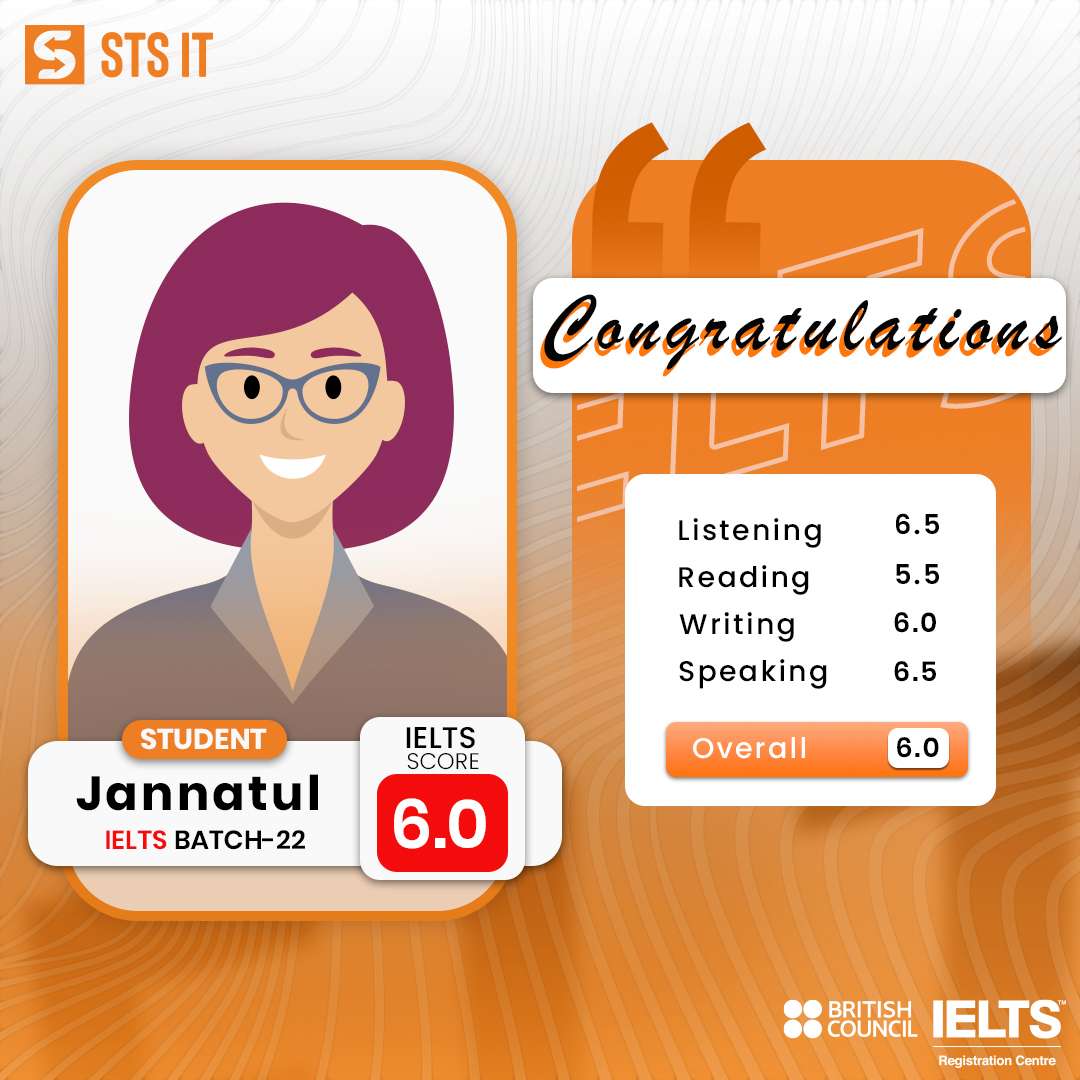 STS IT
Congratulations
IELTS
Listening 6.5
Reading 5.5
Writing 6.0
Speaking 6.5
Overall 6.0
STUDENT
Jannatul
IELTS BATCH-22
IELTS
SCORE
6.0
BRITISH
COUNCIL
IELTS™
Registration Centre